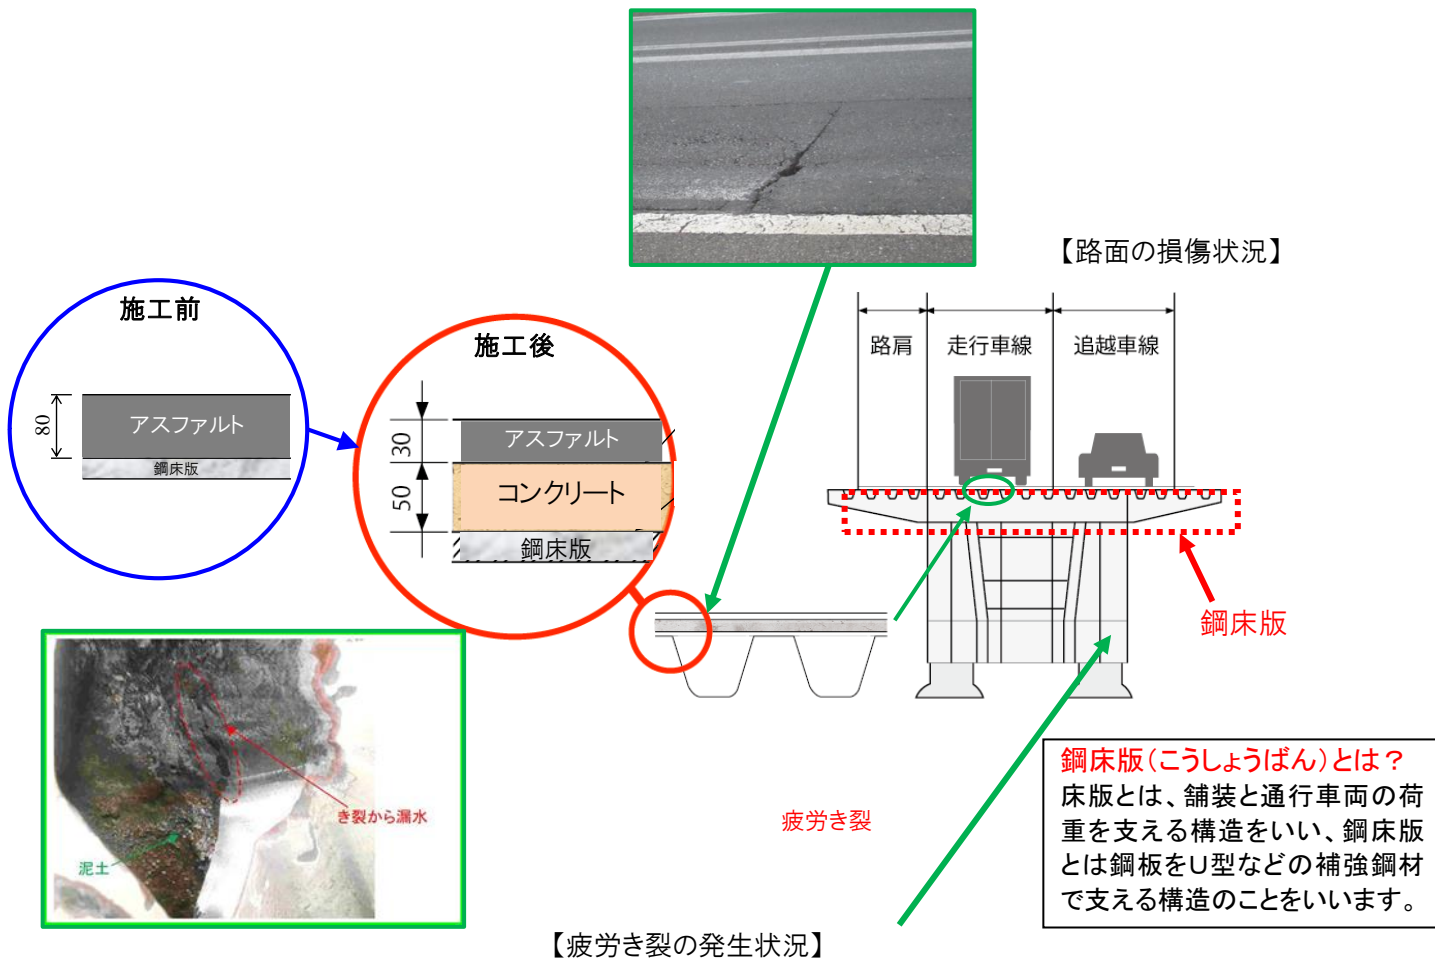 【路面の損傷状況】
施工前
80
アスファルト
鋼床版
施工後
30
アスファルト
50
コンクリート
鋼床版
路肩
走行車線
追越車線
鋼床版
き裂から漏水
泥土
疲労き裂
鋼床版（こうしょうばん）とは？
床版とは、舗装と通行車両の荷
重を支える構造をいい、鋼床版
とは鋼板をU型などの補強鋼材
で支える構造のことをいいます。
【疲労き裂の発生状況】